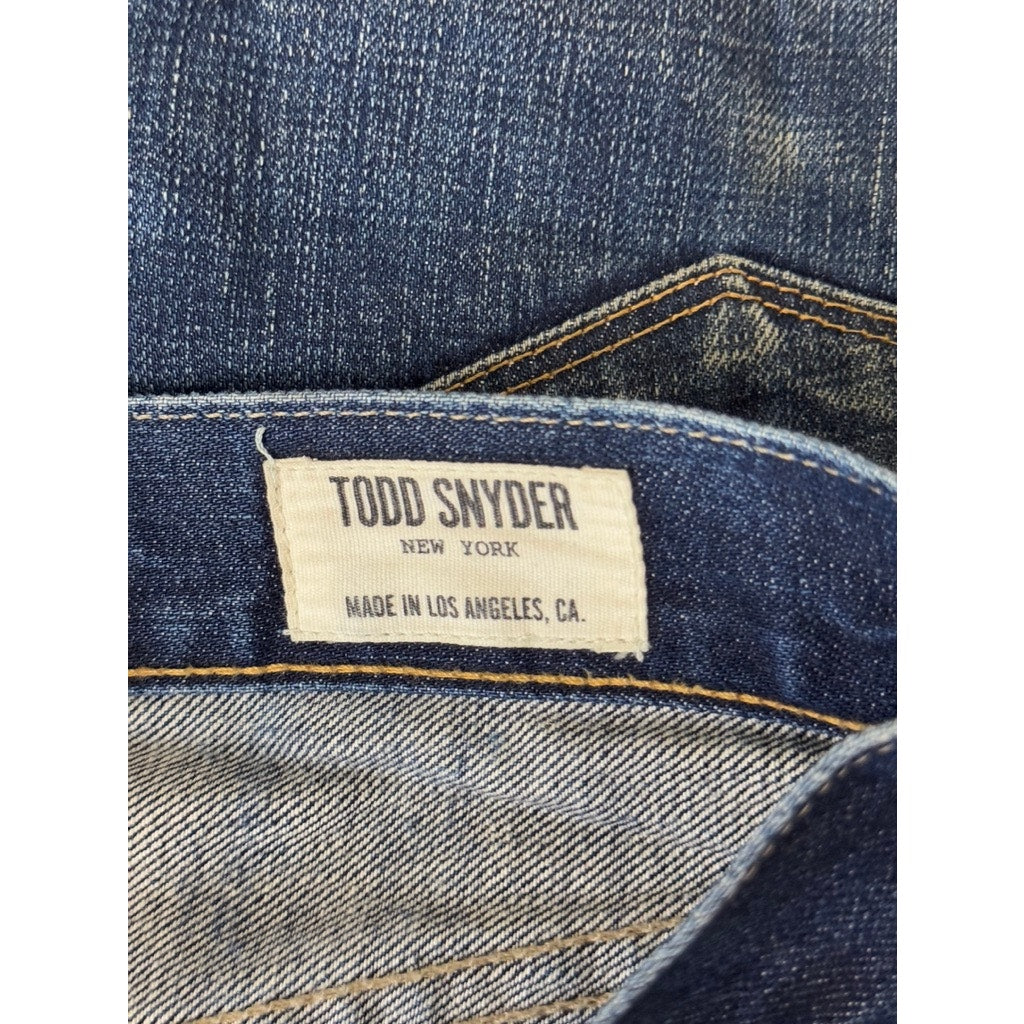 TODD SNYDER
NEW YORK
MADE IN LOS ANGELES, CA.